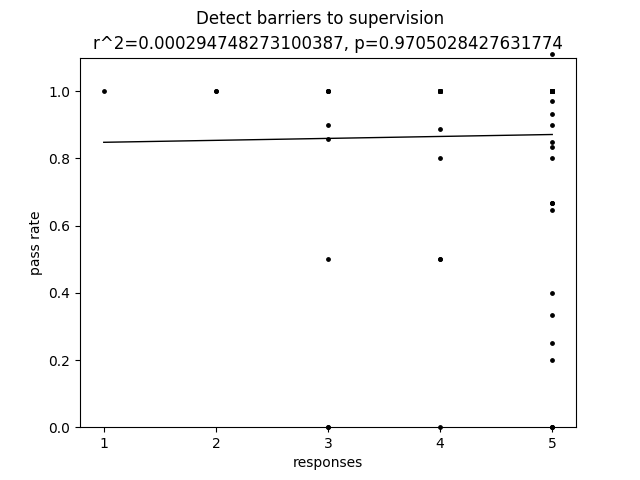 Detect barriers to supervision
r^2=0.000294748273100387, p=0.9705028427631774
1.0
0.8
0.6
0.4
0.2
0.0
pass rate
1 2 3 4 5
responses